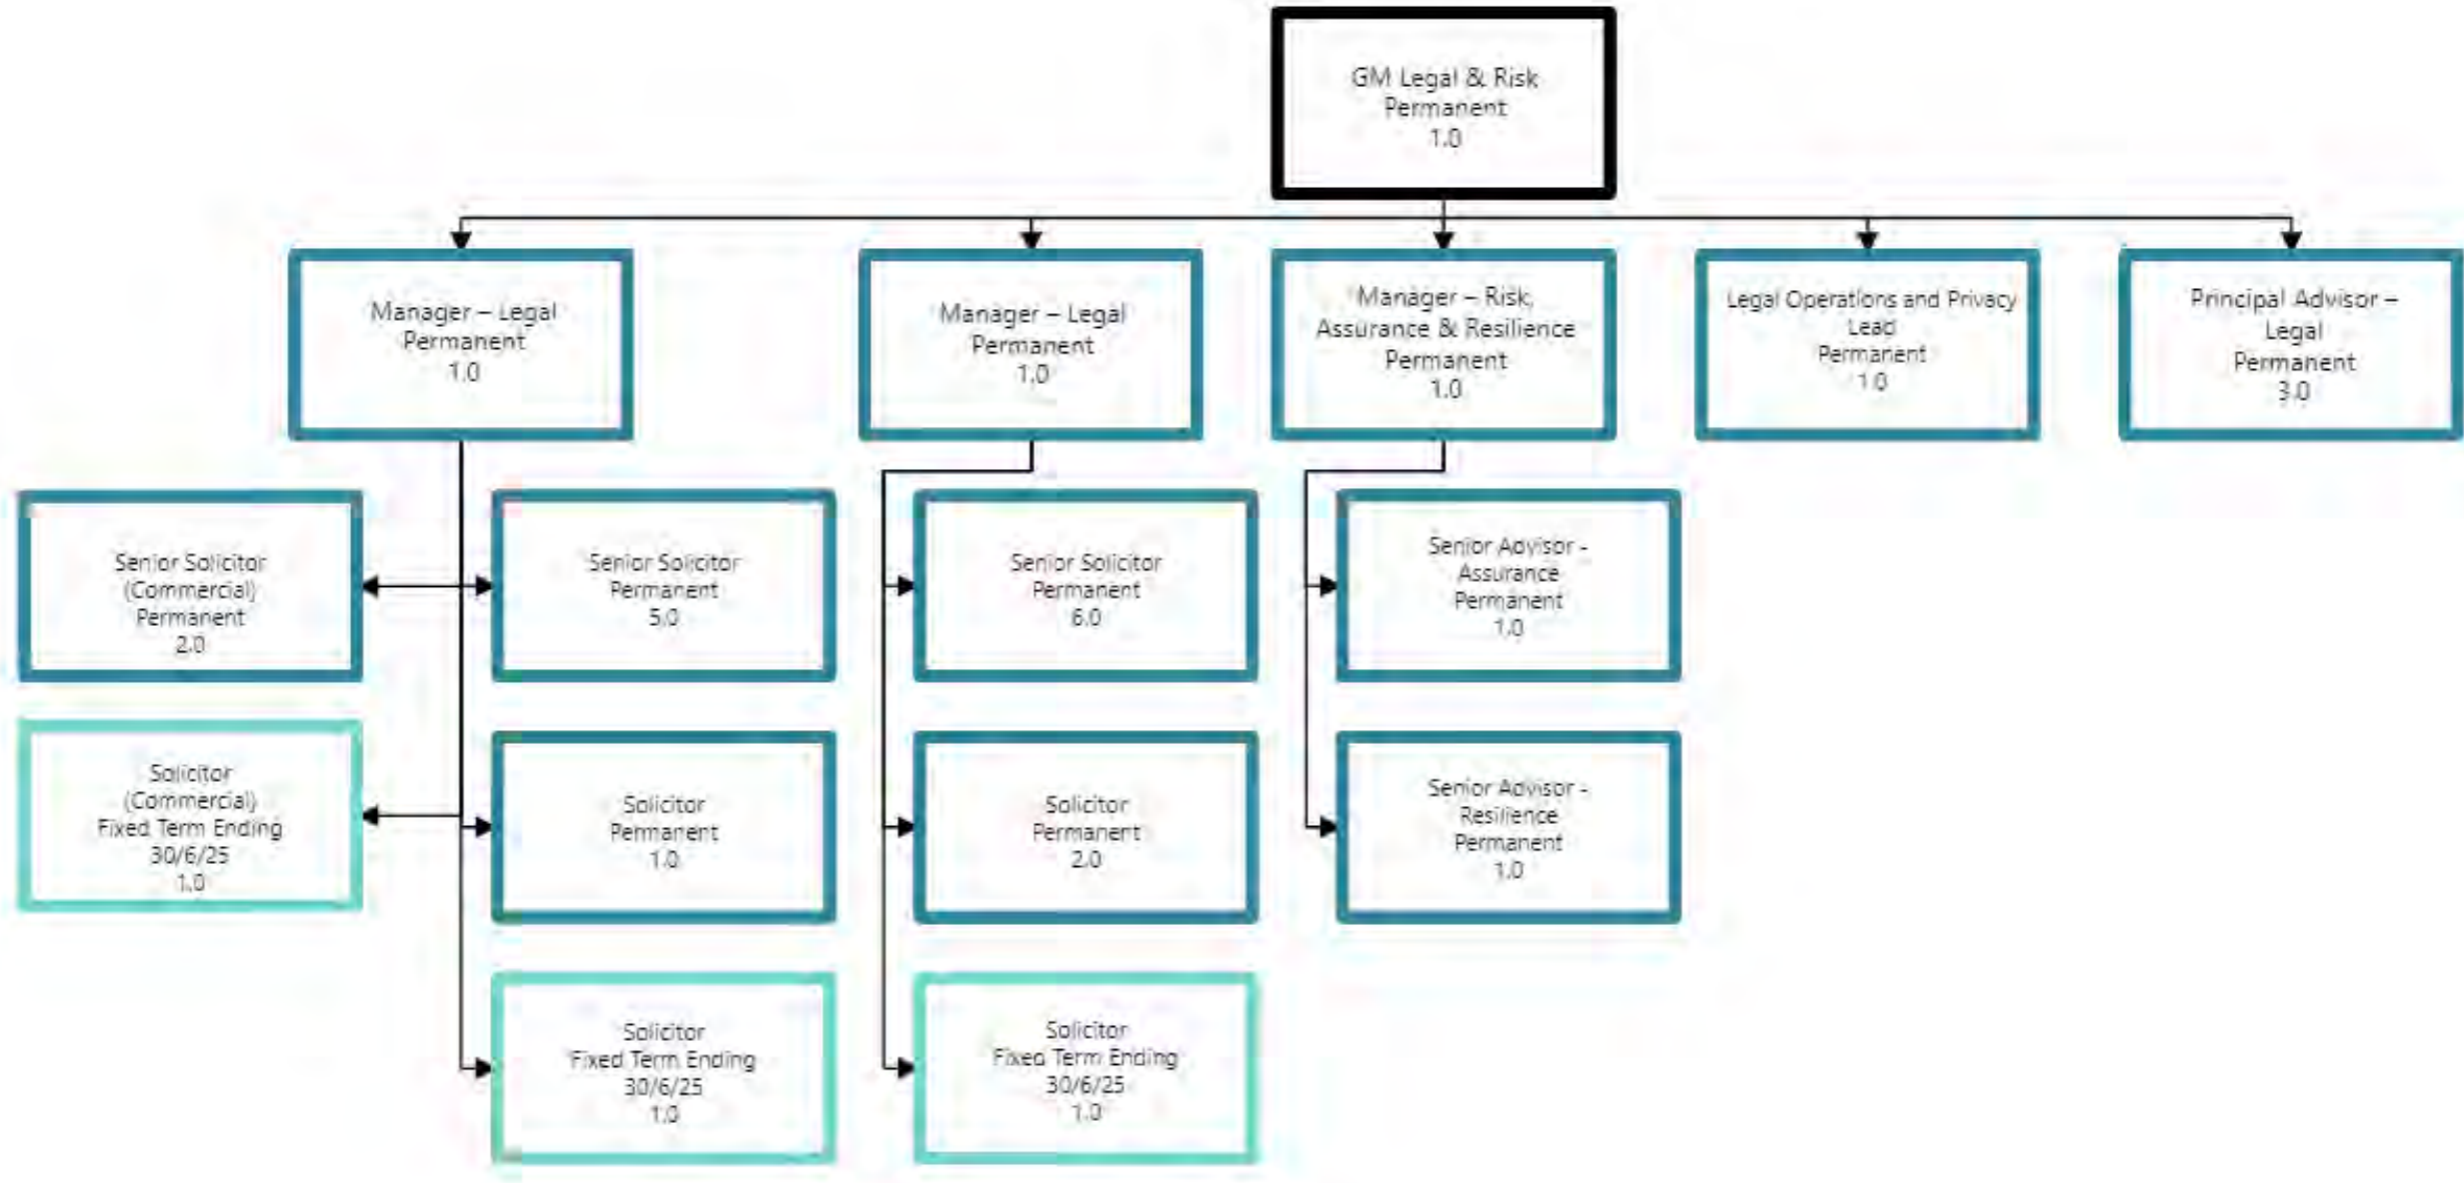 GM Legal & Risk
Permanent
1.0
Manager – Legal
Permanent
1.0
Manager – Legal
Permanent
1.0
Manager – Risk,
Assurance & Resilience
Permanent
1.0
Legal Operations and Privacy
Lead
Permanent
1.0
Principal Advisor –
Legal
Permanent
3.0
Senior Solicitor
(Commercial)
Permanent
2.0
Senior Solicitor
Permanent
5.0
Senior Solicitor
Permanent
6.0
Senior Advisor -
Assurance
Permanent
1.0
Solicitor
(Commercial)
Fixed Term Ending
30/6/25
1.0
Solicitor
Permanent
1.0
Solicitor
Permanent
2.0
Senior Advisor -
Resilience
Permanent
1.0
Solicitor
Fixed Term Ending
30/6/25
1.0
Solicitor
Fixed Term Ending
30/6/25
1.0